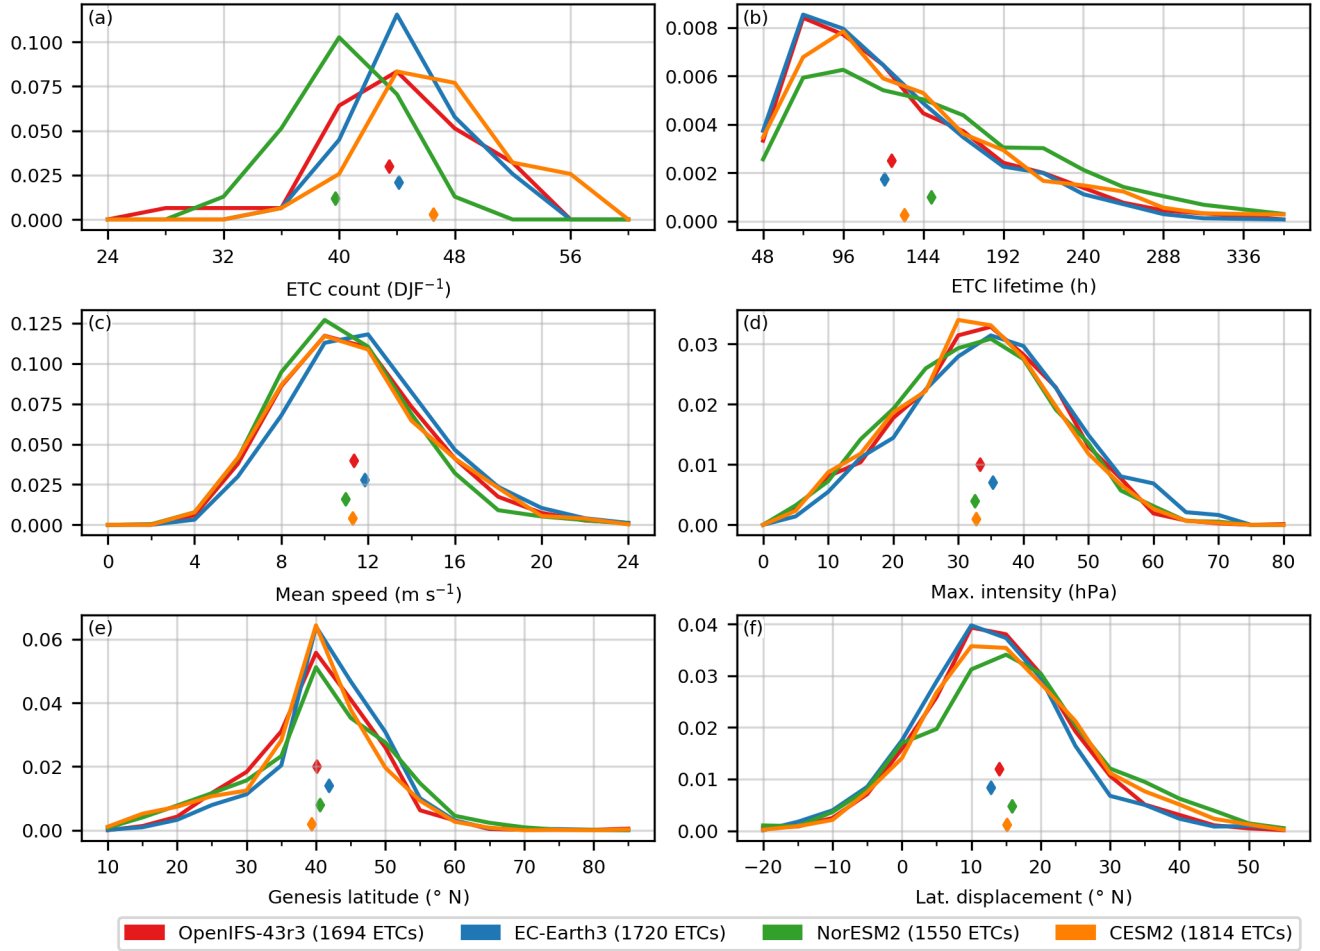 (a)
0.100
0.075
0.050
0.025
0.000
24 32 40 48 56
ETC count (DJF⁻¹)
(b)
0.008
0.006
0.004
0.002
0.000
48 96 144 192 240 288 336
ETC lifetime (h)
(c)
0.125
0.100
0.075
0.050
0.025
0.000
0 4 8 12 16 20 24
Mean speed (m s⁻¹)
(d)
0.03
0.02
0.01
0.00
0 10 20 30 40 50 60 70 80
Max. intensity (hPa)
(e)
0.06
0.04
0.02
0.00
10 20 30 40 50 60 70 80
Genesis latitude (° N)
(f)
0.04
0.03
0.02
0.01
0.00
−20 −10 0 10 20 30 40 50
Lat. displacement (° N)
OpenIFS-43r3 (1694 ETCs) EC-Earth3 (1720 ETCs) NorESM2 (1550 ETCs) CESM2 (1814 ETCs)